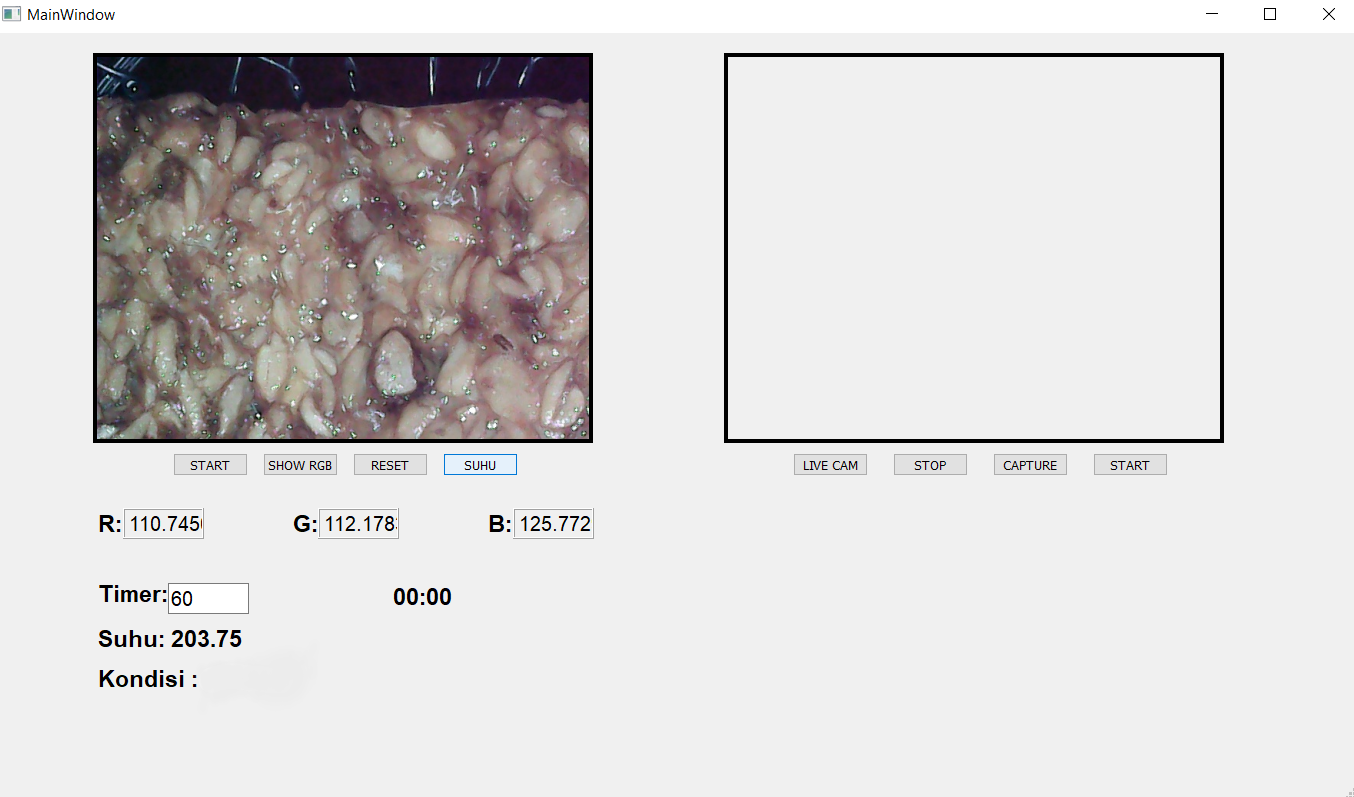 MainWindow
START SHOW RGB RESET SUHU LIVE CAM STOP CAPTURE START
R: 110.745 G: 112.178 B: 125.772
Timer: 60 00:00
Suhu: 203.75
Kondisi :